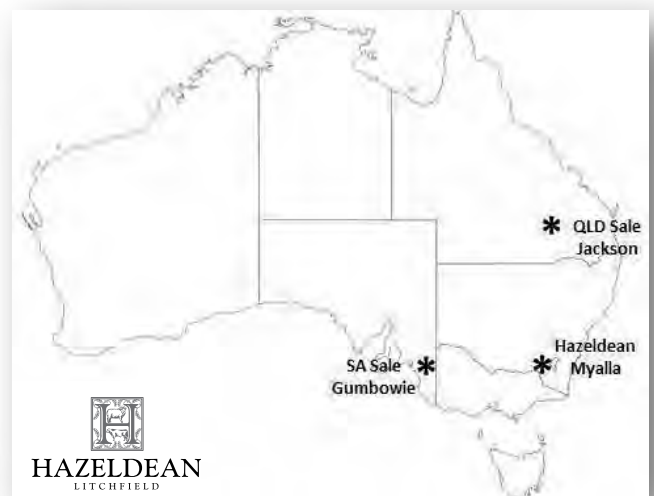 * QLD Sale
Jackson
Hazeldean
* Myalla
SA Sale *
Gumbowie
H
HAZELDEAN
LITCHFIELD